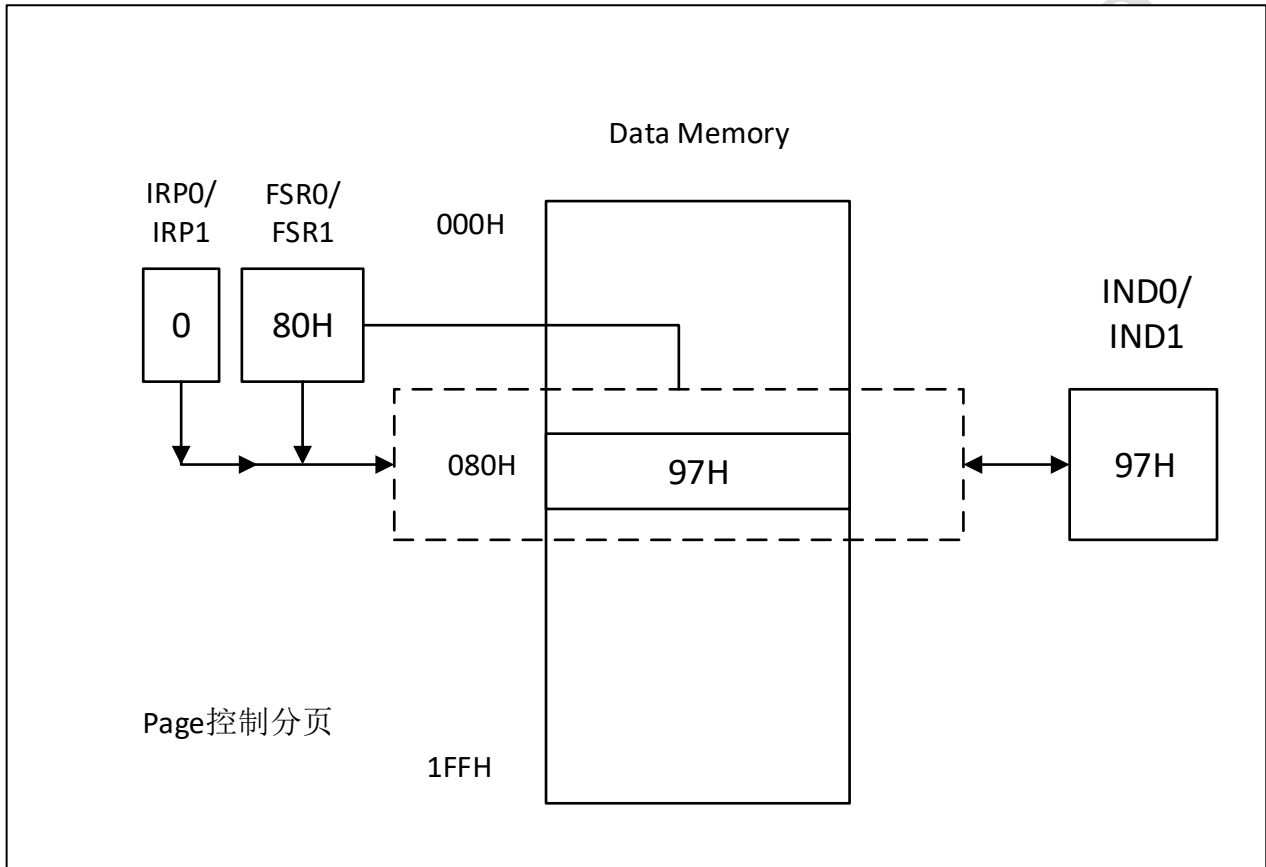 Data Memory
IRP0/
IRP1
FSR0/
FSR1
000H
0
80H
IND0/
IND1
080H
97H
97H
Page控制分页
1FFH